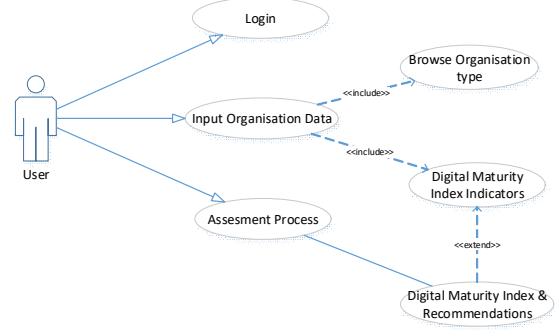 Login
Browse Organisation
type
<<include>>
Input Organisation Data
<<include>>
User
Digital Maturity
Index Indicators
Assesment Process
<<extend>>
Digital Maturity Index &
Recommendations